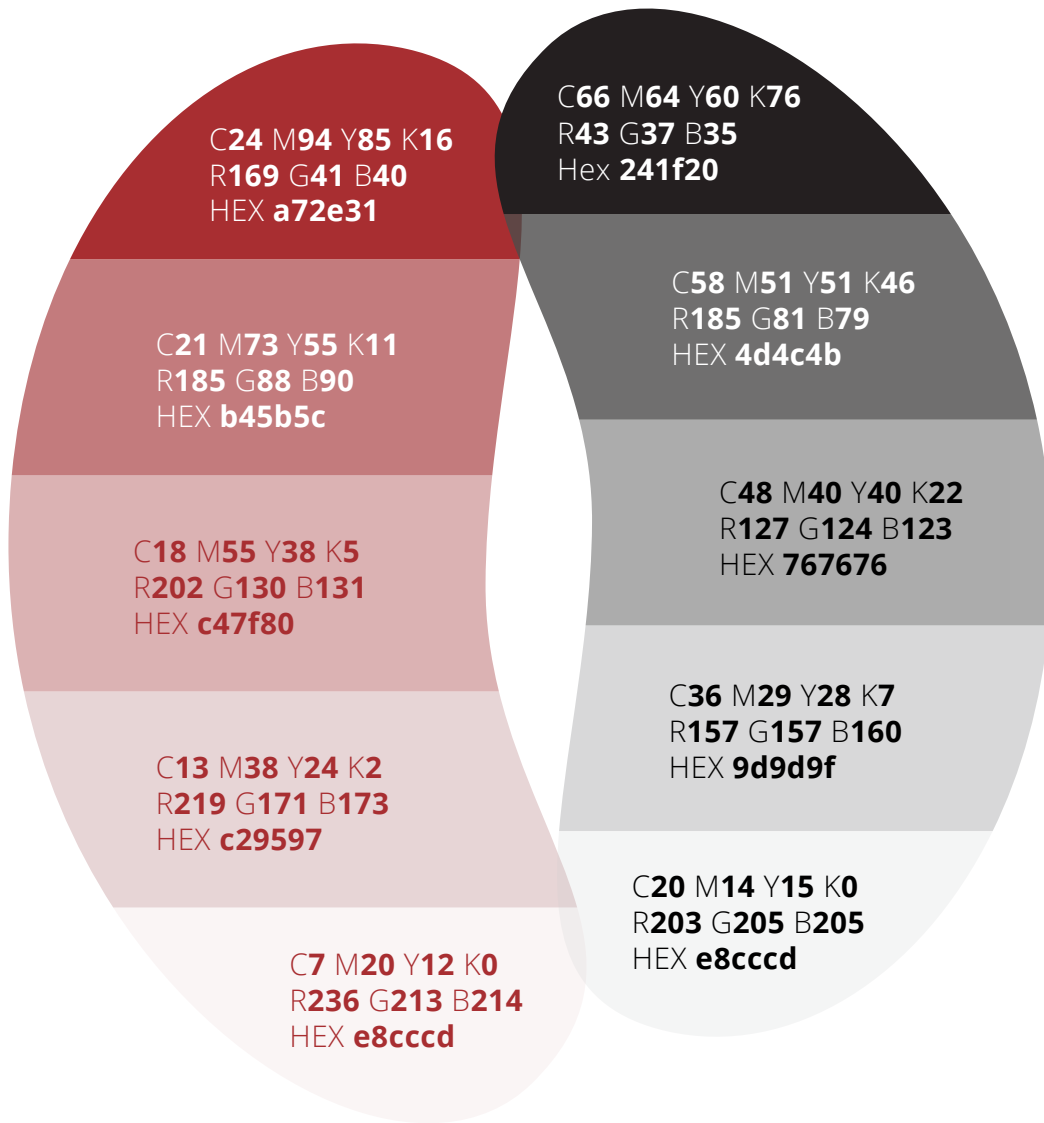 C24 M94 Y85 K16
R169 G41 B40
HEX a72e31
C21 M73 Y55 K11
R185 G88 B90
HEX b45b5c
C18 M55 Y38 K5
R202 G130 B131
HEX c47f80
C13 M38 Y24 K2
R219 G171 B173
HEX c29597
C7 M20 Y12 K0
R236 G213 B214
HEX e8cccd
C66 M64 Y60 K76
R43 G37 B35
Hex 241f20
C58 M51 Y51 K46
R185 G81 B79
HEX 4d4c4b
C48 M40 Y40 K22
R127 G124 B123
HEX 767676
C36 M29 Y28 K7
R157 G157 B160
HEX 9d9d9f
C20 M14 Y15 K0
R203 G205 B205
HEX e8cccd